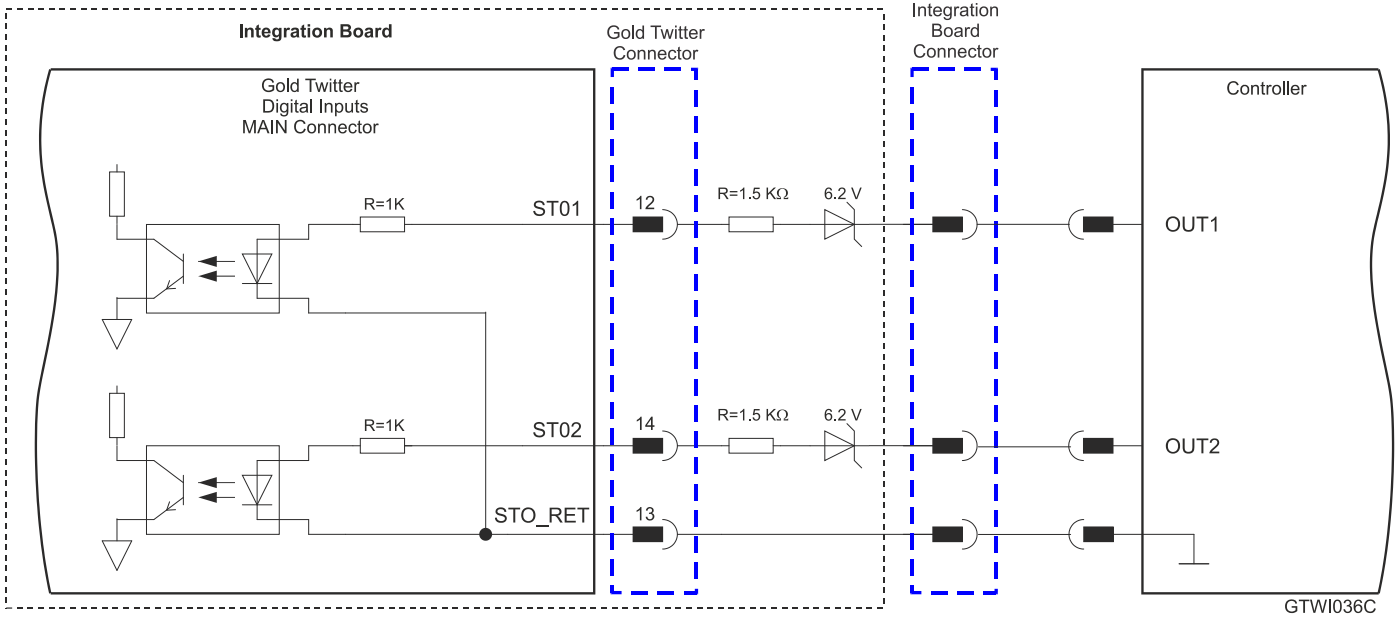 Integration Board
Gold Twitter
Connector
Integration
Board
Connector
Gold Twitter
Digital Inputs
MAIN Connector
Controller
R=1K
ST01
12
R=1.5 KΩ
6.2 V
OUT1
R=1K
ST02
14
R=1.5 KΩ
6.2 V
OUT2
STO_RET
13
GTWI036C